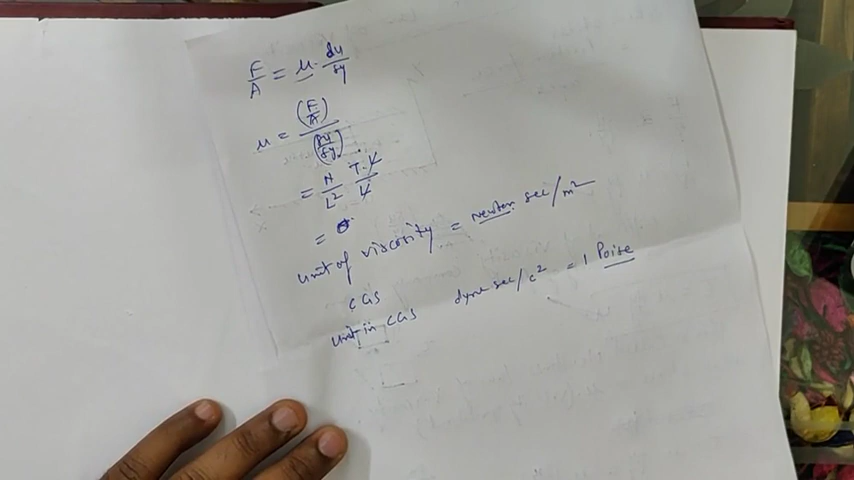 F/A = μ. du/dy
μ = (F/A)/(du/dy)
= N/L² T.L/L
=
unit of viscosity = newton sec/m²
CGS
unit in CGS dyne sec/c² = 1 Poise